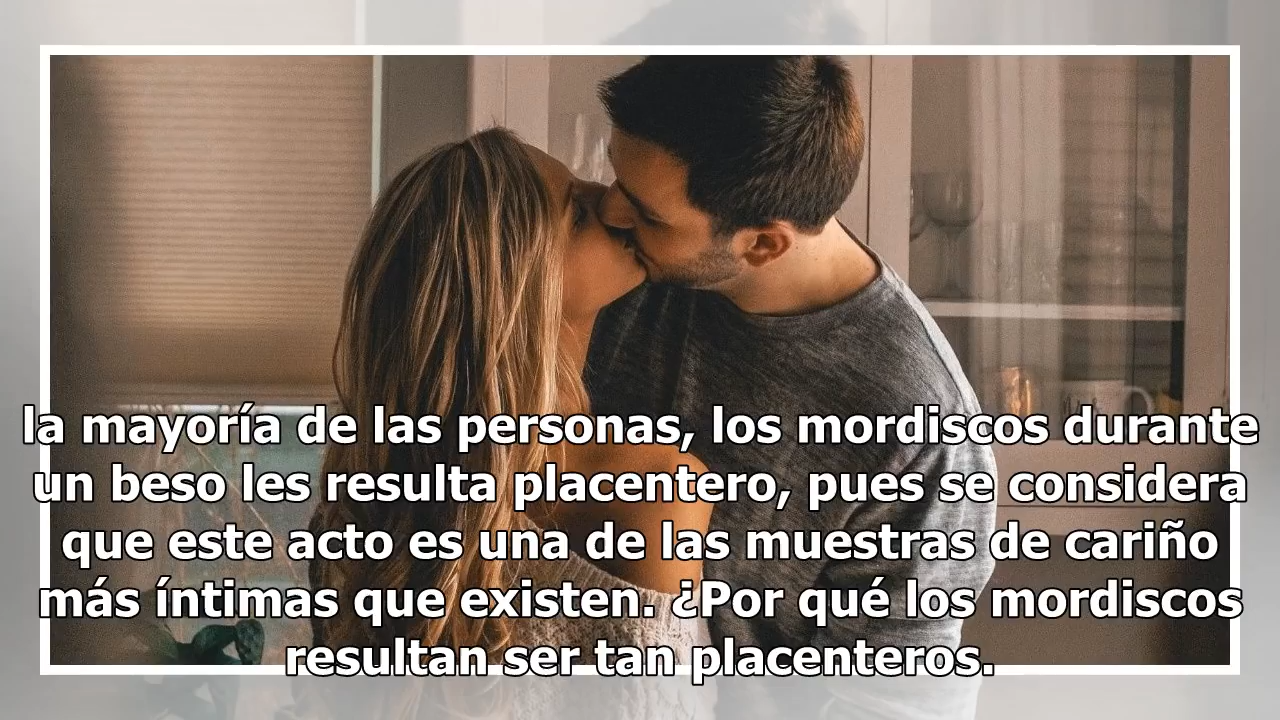 la mayoría de las personas, los mordiscos durante
un beso les resulta placentero, pues se considera
que este acto es una de las muestras de cariño
más íntimas que existen. ¿Por qué los mordiscos
resultan ser tan placenteros.